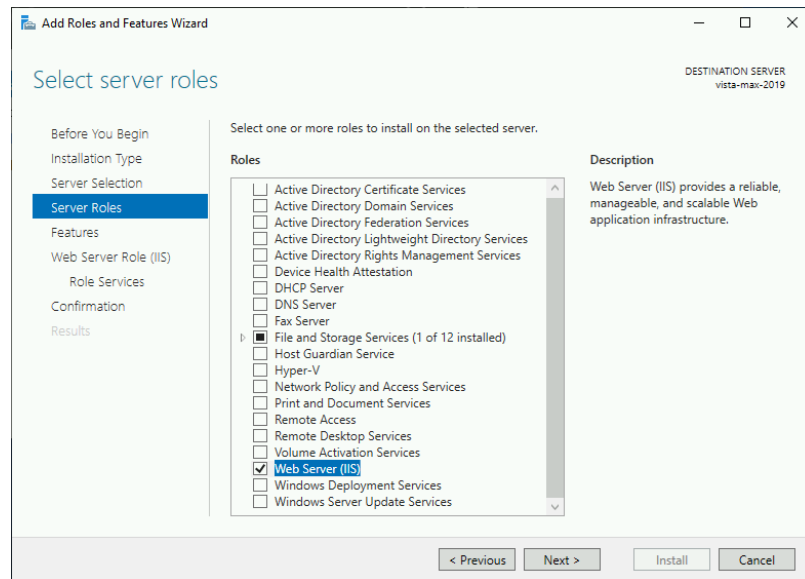 Add Roles and Features Wizard
Select server roles
DESTINATION SERVER
vista-max-2019
Before You Begin
Installation Type
Server Selection
Server Roles
Features
Web Server Role (IIS)
Role Services
Confirmation
Results
Select one or more roles to install on the selected server.
Roles
Active Directory Certificate Services
Active Directory Domain Services
Active Directory Federation Services
Active Directory Lightweight Directory Services
Active Directory Rights Management Services
Device Health Attestation
DHCP Server
DNS Server
Fax Server
File and Storage Services (1 of 12 installed)
Host Guardian Service
Hyper-V
Network Policy and Access Services
Print and Document Services
Remote Access
Remote Desktop Services
Volume Activation Services
Web Server (IIS)
Windows Deployment Services
Windows Server Update Services
Description
Web Server (IIS) provides a reliable,
manageable, and scalable Web
application infrastructure.
< Previous
Next >
Install
Cancel